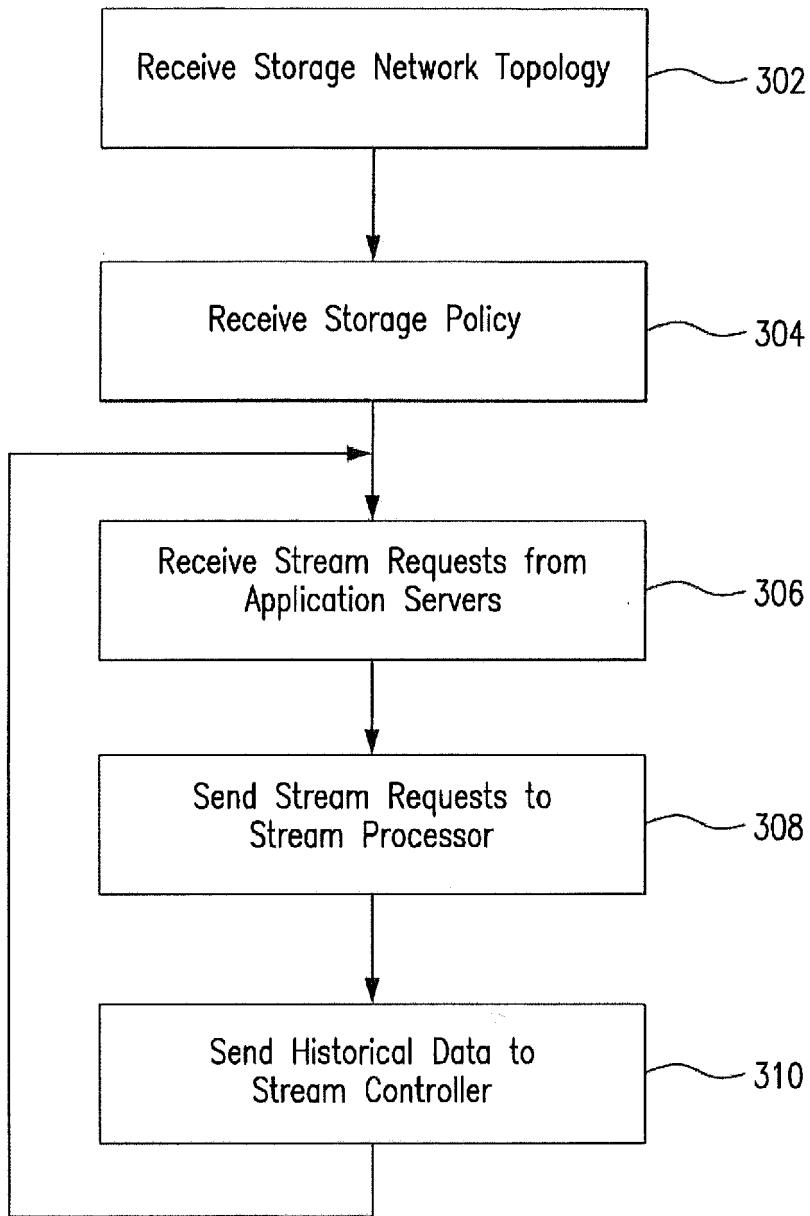 Receive Storage Network Topology
302
Receive Storage Policy
304
Receive Stream Requests from
Application Servers
306
Send Stream Requests to
Stream Processor
308
Send Historical Data to
Stream Controller
310